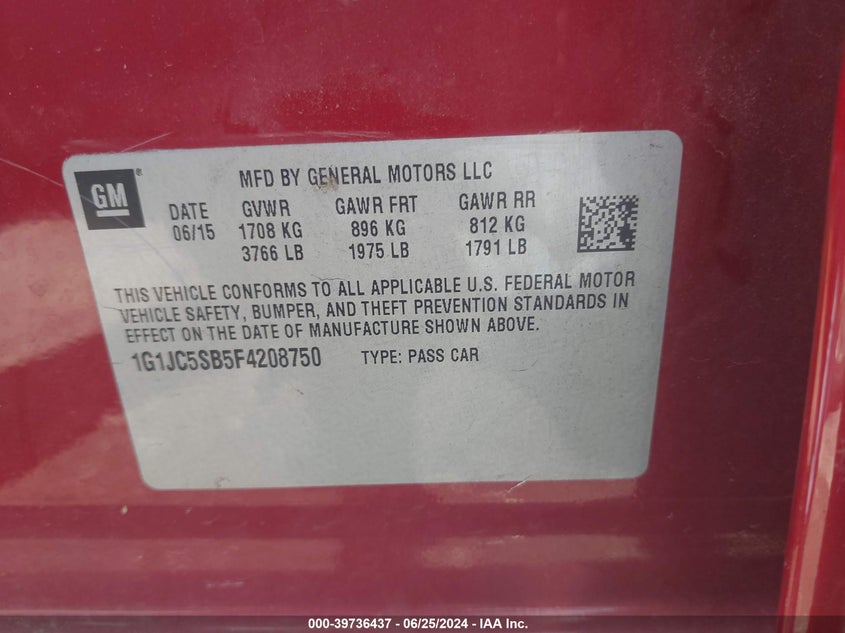 GM®
MFD BY GENERAL MOTORS LLC
DATE GVWR GAWR FRT GAWR RR
06/15 1708 KG 896 KG 812 KG
3766 LB 1975 LB 1791 LB
THIS VEHICLE CONFORMS TO ALL APPLICABLE U.S. FEDERAL MOTOR
VEHICLE SAFETY, BUMPER, AND THEFT PREVENTION STANDARDS IN
EFFECT ON THE DATE OF MANUFACTURE SHOWN ABOVE.
1G1JC5SB5F4208750 TYPE: PASS CAR
000-39736437 - 06/25/2024 - IAA Inc.